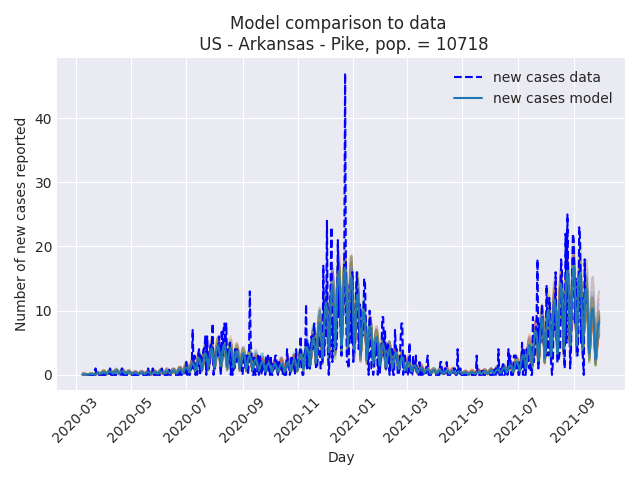 Model comparison to data
US - Arkansas - Pike, pop. = 10718
new cases data
new cases model
Number of new cases reported
40
30
20
10
0
2020-03
2020-05
2020-07
2020-09
2020-11
2021-01
2021-03
2021-05
2021-07
2021-09
Day